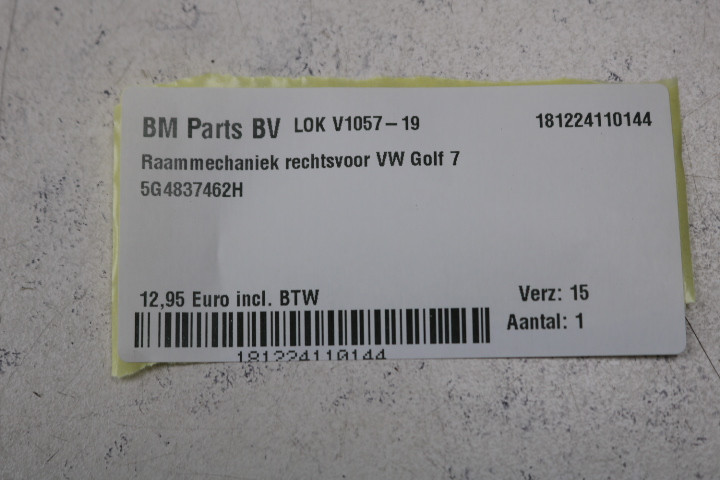 BM Parts BV LOK V1057-19 181224110144
Raammechaniek rechtsvoor VW Golf 7
5G4837462H
12,95 Euro incl. BTW Verz: 15
Aantal: 1
181224110144